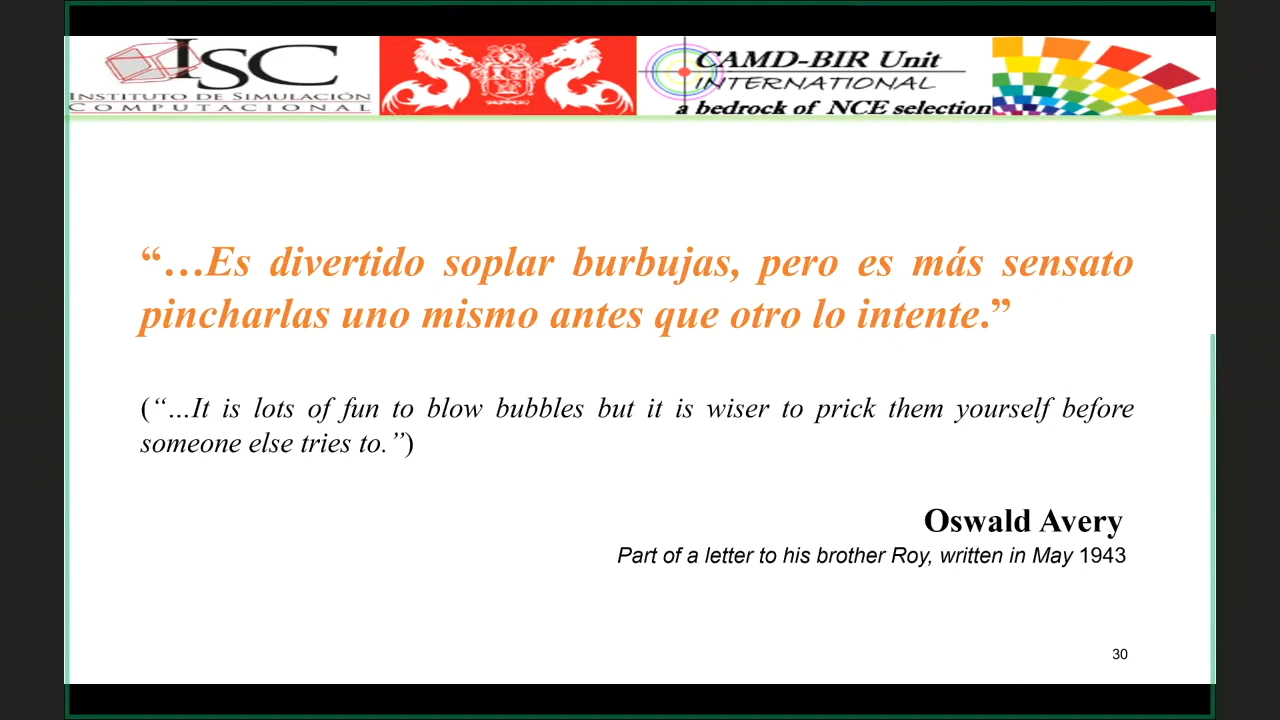 ISC
INSTITUTO DE SIMULACIÓN
COMPUTACIONAL
CAMD-BIR Unit
INTERNATIONAL
a bedrock of NCE selection
“…Es divertido soplar burbujas, pero es más sensato
pincharlas uno mismo antes que otro lo intente.”
(“…It is lots of fun to blow bubbles but it is wiser to prick them yourself before
someone else tries to.”)
Oswald Avery
Part of a letter to his brother Roy, written in May 1943
30